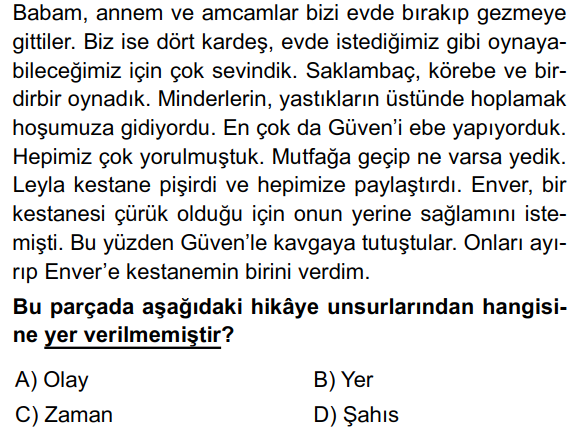 Babam, annem ve amcamlar bizi evde bırakıp gezmeye
gittiler. Biz ise dört kardeş, evde istediğimiz gibi oynaya-
bileceğimiz için çok sevindik. Saklambaç, körebe ve bir-
dirbir oynadık. Minderlerin, yastıkların üstünde hoplamak
hoşumuza gidiyordu. En çok da Güven’i ebe yapıyorduk.
Hepimiz çok yorulmuştuk. Mutfağa geçip ne varsa yedik.
Leyla kestane pişirdi ve hepimize paylaştırdı. Enver, bir
kestanesi çürük olduğu için onun yerine sağlamını iste-
mişti. Bu yüzden Güven’le kavgaya tutuştular. Onları ayı-
rıp Enver’e kestanemin birini verdim.
Bu parçada aşağıdaki hikâye unsurlarından hangisi-
ne yer verilmemiştir?
A) Olay B) Yer
C) Zaman D) Şahıs